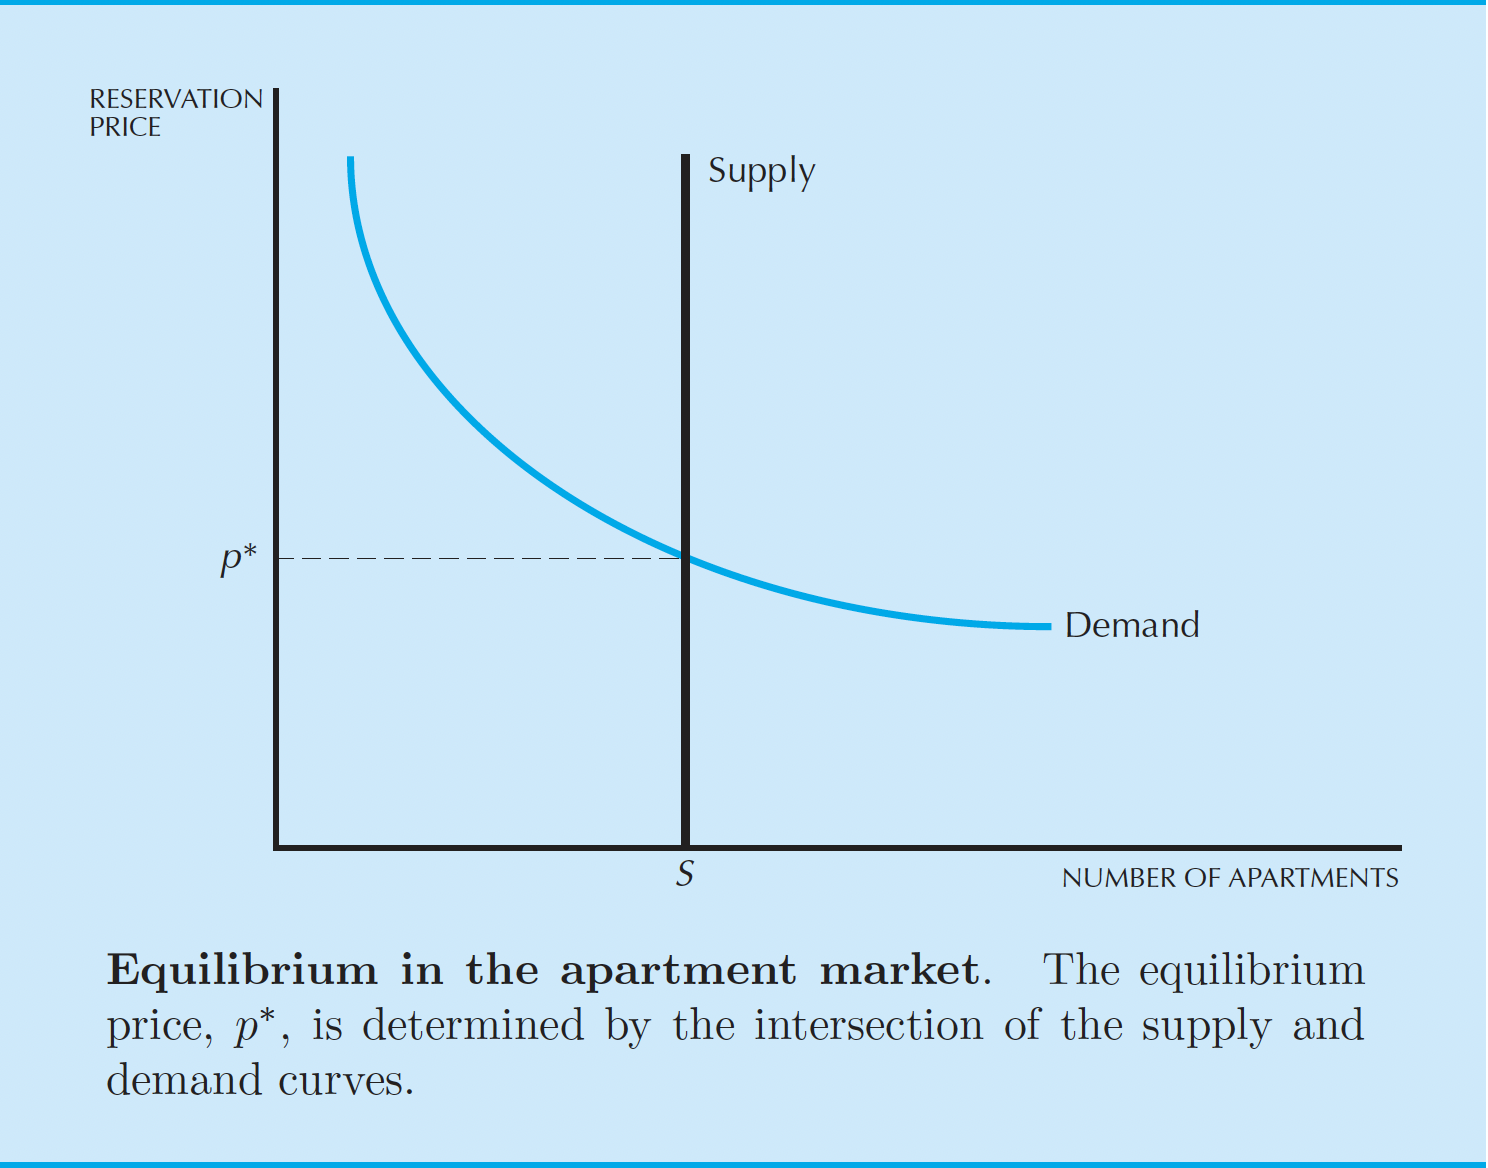 RESERVATION
PRICE
Supply
p*
Demand
S
NUMBER OF APARTMENTS
Equilibrium in the apartment market. The equilibrium
price, p*, is determined by the intersection of the supply and
demand curves.